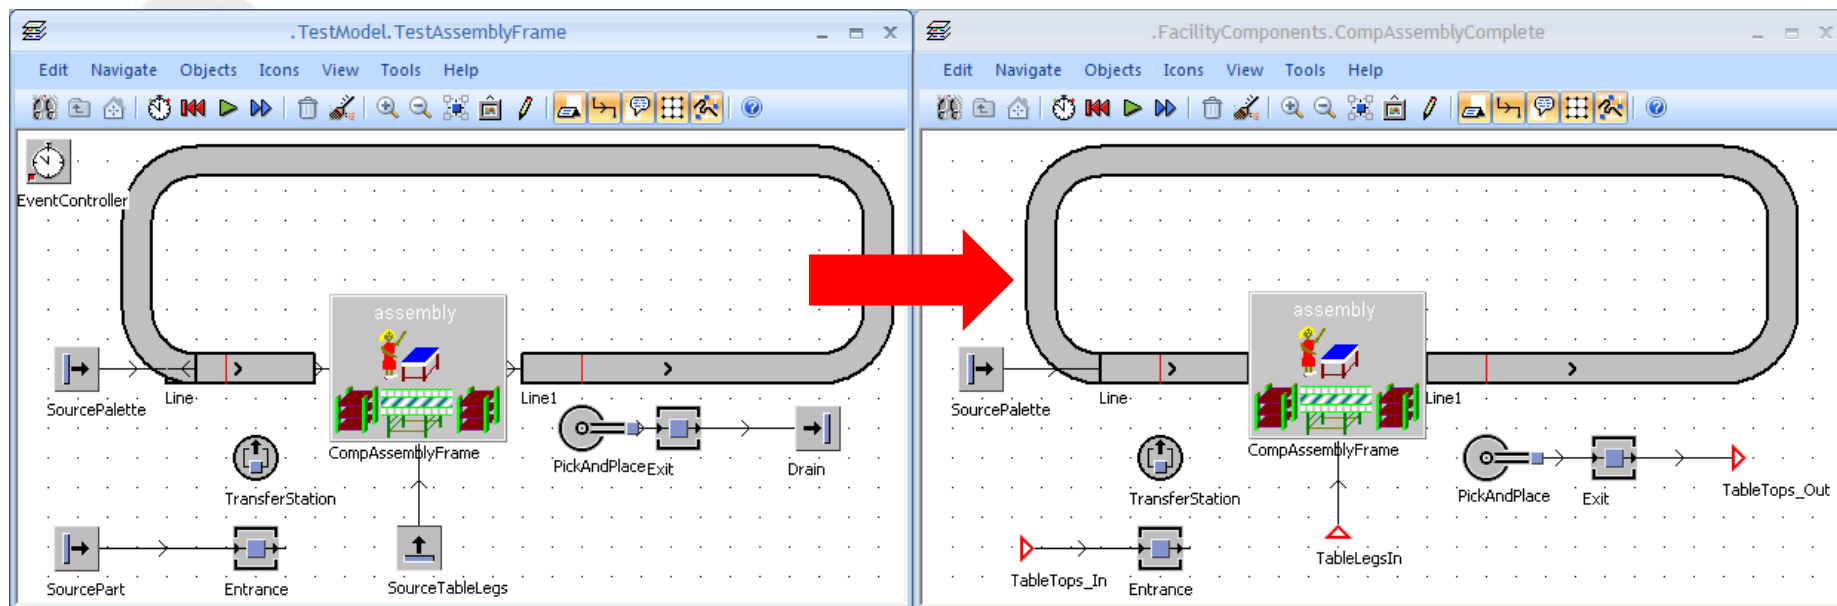 .TestModel.TestAssemblyFrame
Edit Navigate Objects Icons View Tools Help
EventController
assembly
SourcePalette
Line
Line1
CompAssemblyFrame
PickAndPlace
Exit
Drain
TransferStation
SourcePart
Entrance
SourceTableLegs
.FacilityComponents.CompAssemblyComplete
Edit Navigate Objects Icons View Tools Help
assembly
SourcePalette
Line
Line1
CompAssemblyFrame
TransferStation
PickAndPlace
Exit
TableTops_Out
TableLegsIn
TableTops_In
Entrance